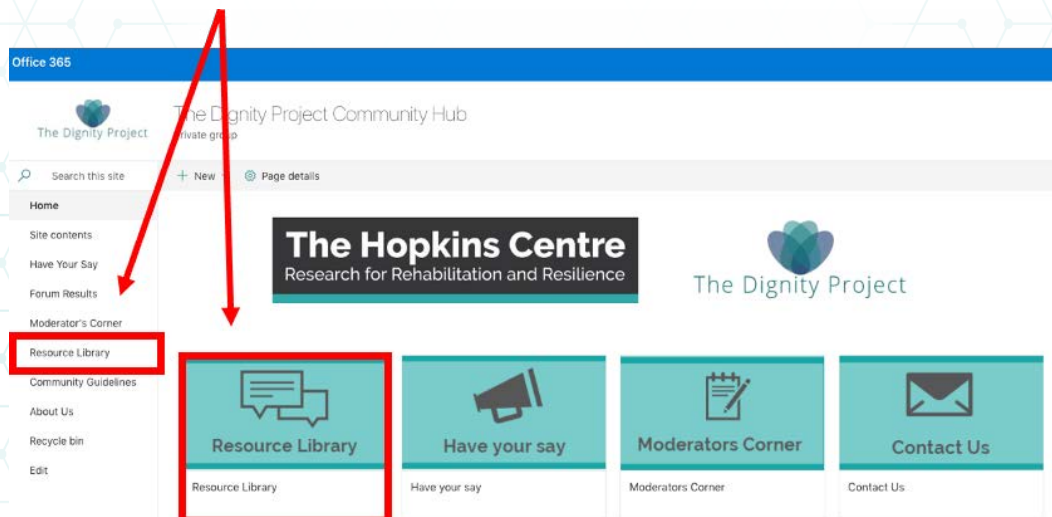 Office 365
The Dignity Project
The Dignity Project Community Hub
Private group
Search this site
+ New
Page details
Home
Site contents
Have Your Say
Forum Results
Moderator's Corner
Resource Library
Community Guidelines
About Us
Recycle bin
Edit
The Hopkins Centre
Research for Rehabilitation and Resilience
The Dignity Project
Resource Library
Have your say
Moderators Corner
Contact Us
Resource Library
Have your say
Moderators Corner
Contact Us